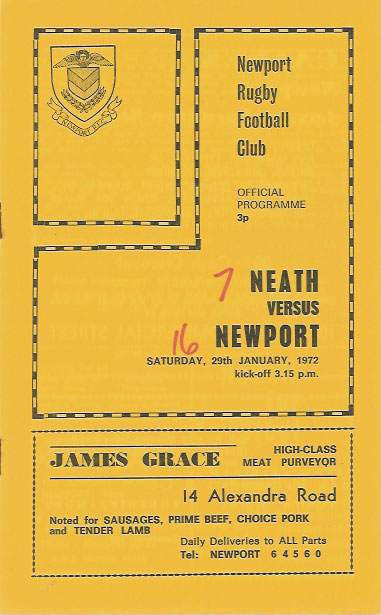 NEWPORT R.F.C.
Newport
Rugby
Football
Club
OFFICIAL
PROGRAMME
3p
7 NEATH
VERSUS
16 NEWPORT
SATURDAY, 29th JANUARY, 1972
kick-off 3.15 p.m.
JAMES GRACE
HIGH-CLASS
MEAT PURVEYOR
14 Alexandra Road
Noted for SAUSAGES, PRIME BEEF, CHOICE PORK
and TENDER LAMB
Daily Deliveries to ALL Parts
Tel: NEWPORT 64560